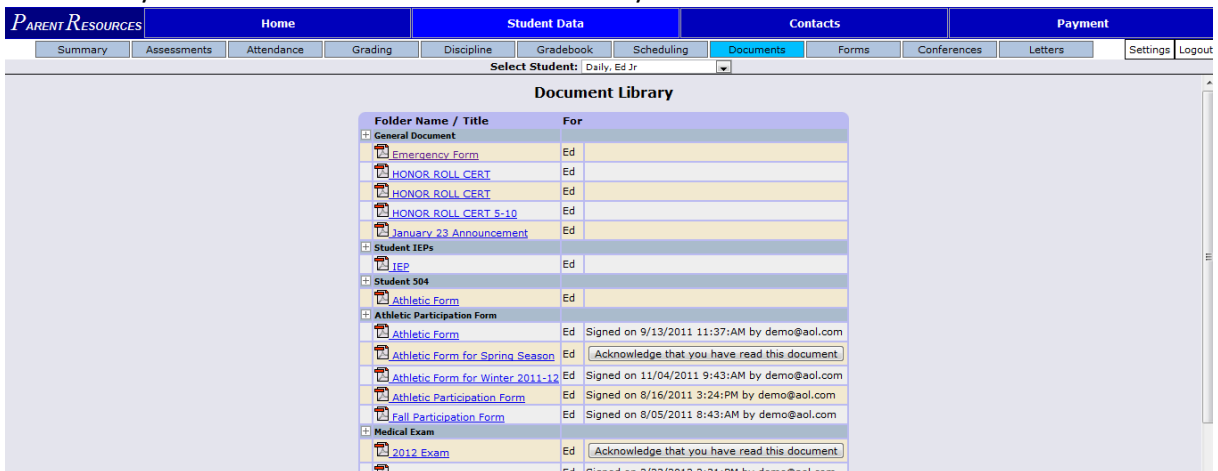 PARENT RESOURCES Home Student Data Contacts Payment
Summary Assessments Attendance Grading Discipline Gradebook Scheduling Documents Forms Conferences Letters Settings Logout
Select Student: Daily, Ed Jr
Document Library
Folder Name / Title For
General Document
Emergency Form Ed
HONOR ROLL CERT Ed
HONOR ROLL CERT Ed
HONOR ROLL CERT 5-10 Ed
January 23 Announcement Ed
Student IEPs
IEP Ed
Student 504
Athletic Form Ed
Athletic Participation Form
Athletic Form Ed Signed on 9/13/2011 11:37:AM by demo@aol.com
Athletic Form for Spring Season Ed Acknowledge that you have read this document
Athletic Form for Winter 2011-12 Ed Signed on 11/04/2011 9:43:AM by demo@aol.com
Athletic Participation Form Ed Signed on 8/16/2011 3:24:PM by demo@aol.com
Fall Participation Form Ed Signed on 8/05/2011 8:43:AM by demo@aol.com
Medical Exam
2012 Exam Ed Acknowledge that you have read this document